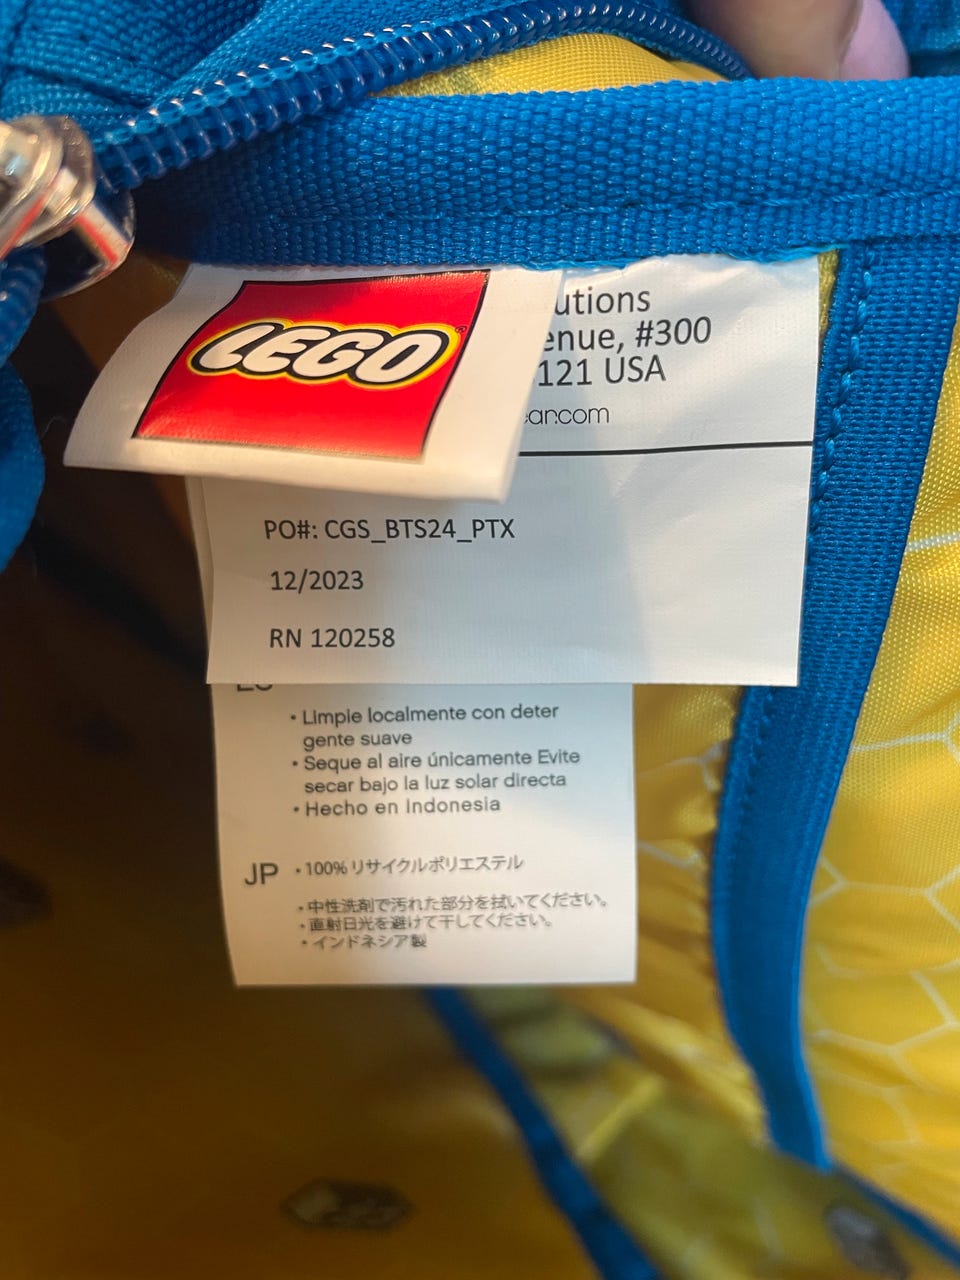 LEGO®
utions
enue, #300
121 USA
ar.com
PO#: CGS_BTS24_PTX
12/2023
RN 120258
• Limpie localmente con deter
gente suave
• Seque al aire únicamente Evite
secar bajo la luz solar directa
• Hecho en Indonesia
JP • 100% リサイクルポリエステル
• 中性洗剤で汚れた部分を拭いてください。
• 直射日光を避けて干してください。
• インドネシア製